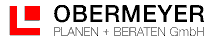 OBERMEYER
PLANEN + BERATEN GmbH